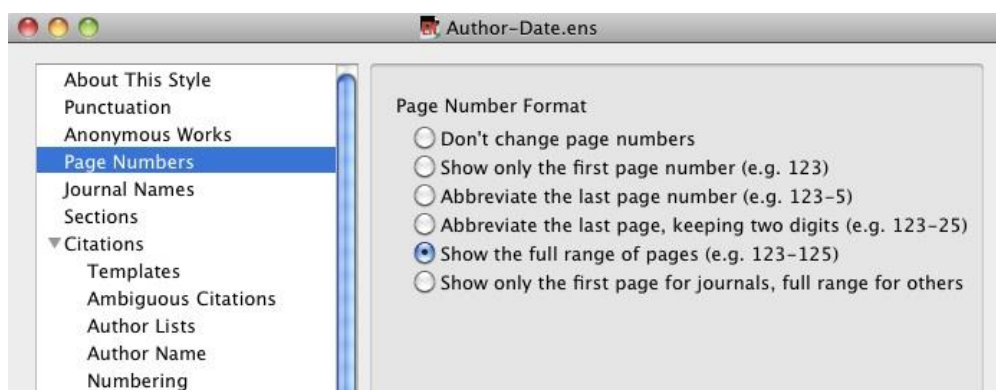 Author-Date.ens
About This Style
Punctuation
Anonymous Works
Page Numbers
Journal Names
Sections
Citations
Templates
Ambiguous Citations
Author Lists
Author Name
Numbering
Page Number Format
Don't change page numbers
Show only the first page number (e.g. 123)
Abbreviate the last page number (e.g. 123-5)
Abbreviate the last page, keeping two digits (e.g. 123-25)
Show the full range of pages (e.g. 123-125)
Show only the first page for journals, full range for others